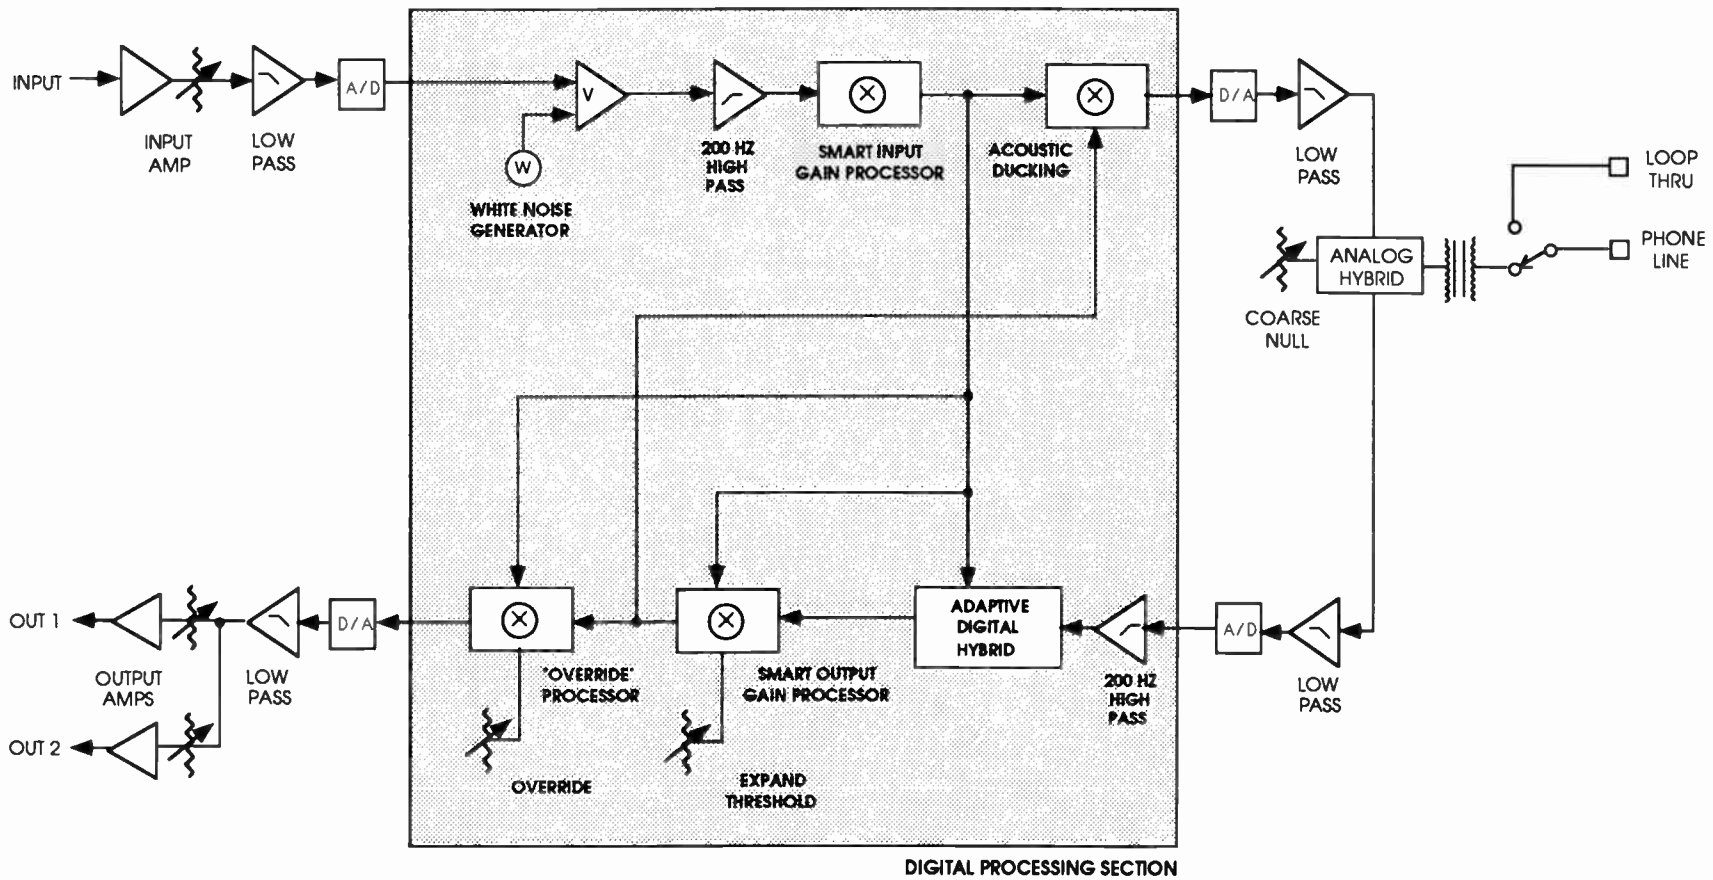 INPUT
INPUT
AMP
LOW
PASS
A/D
V
W
WHITE NOISE
GENERATOR
200 HZ
HIGH
PASS
SMART INPUT
GAIN PROCESSOR
ACOUSTIC
DUCKING
D/A
LOW
PASS
LOOP
THRU
PHONE
LINE
ANALOG
HYBRID
COARSE
NULL
OUT 1
OUTPUT
AMPS
OUT 2
LOW
PASS
D/A
"OVERRIDE"
PROCESSOR
OVERRIDE
SMART OUTPUT
GAIN PROCESSOR
EXPAND
THRESHOLD
ADAPTIVE
DIGITAL
HYBRID
200 HZ
HIGH
PASS
A/D
LOW
PASS
DIGITAL PROCESSING SECTION